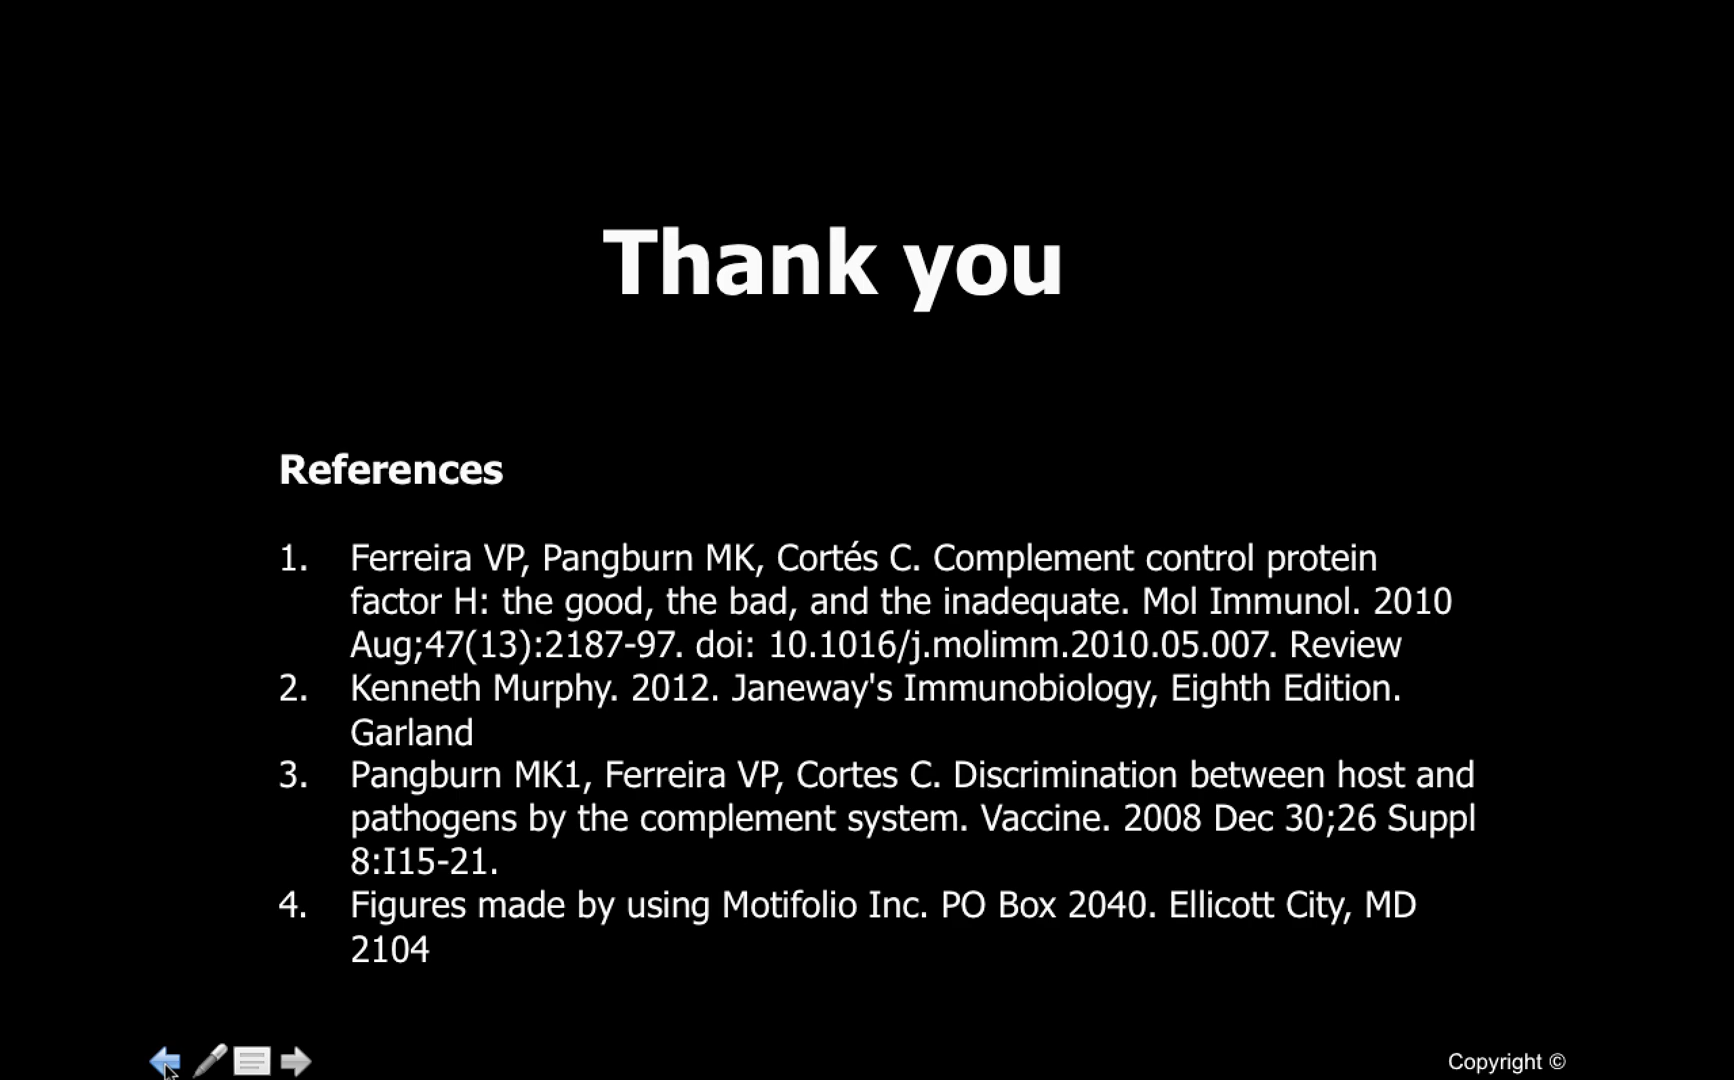 Thank you
References
1. Ferreira VP, Pangburn MK, Cortés C. Complement control protein
factor H: the good, the bad, and the inadequate. Mol Immunol. 2010
Aug;47(13):2187-97. doi: 10.1016/j.molimm.2010.05.007. Review
2. Kenneth Murphy. 2012. Janeway's Immunobiology, Eighth Edition.
Garland
3. Pangburn MK1, Ferreira VP, Cortes C. Discrimination between host and
pathogens by the complement system. Vaccine. 2008 Dec 30;26 Suppl
8:I15-21.
4. Figures made by using Motifolio Inc. PO Box 2040. Ellicott City, MD
2104
Copyright ©